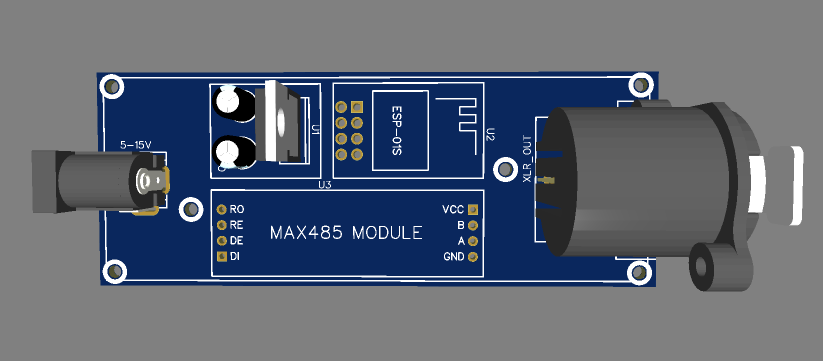 5-15V
U1
ESP-01S
U2
XLR_OUT
U3
RO
RE
DE
DI
MAX485 MODULE
VCC
B
A
GND